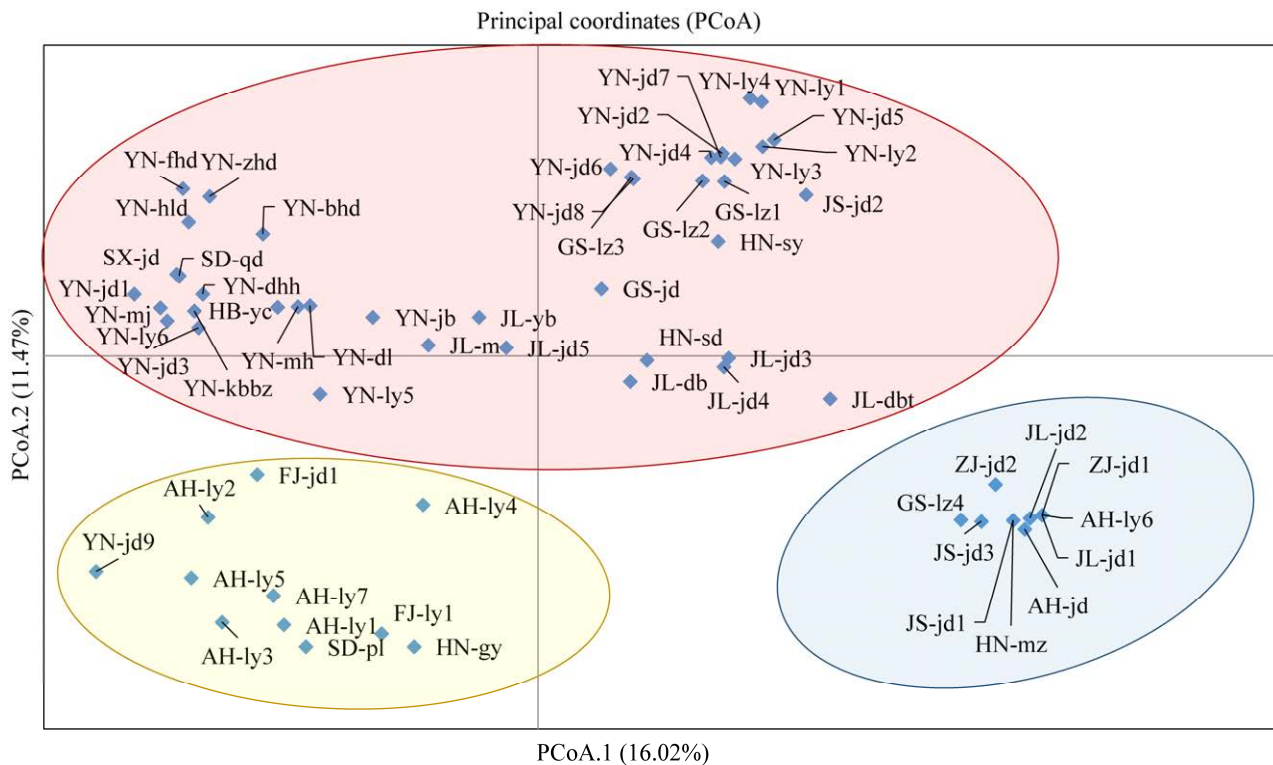 Principal coordinates (PCoA)
YN-jd7
YN-ly4
YN-ly1
YN-jd2
YN-jd5
YN-fhd
YN-zhd
YN-jd6
YN-jd4
YN-ly3
YN-ly2
YN-hld
YN-bhd
YN-jd8
GS-lz3
GS-lz2
GS-lz1
JS-jd2
HN-sy
SX-jd
SD-qd
YN-jd1
YN-dhh
GS-jd
YN-mj
HB-yc
YN-ly6
YN-jb
JL-yb
YN-jd3
YN-mh
YN-dl
JL-m
JL-jd5
HN-sd
JL-jd3
YN-kbbz
YN-ly5
JL-db
JL-jd4
JL-dbt
PCoA.2 (11.47%)
FJ-jd1
AH-ly2
AH-ly4
YN-jd9
AH-ly5
AH-ly7
AH-ly3
AH-ly1
FJ-ly1
SD-pl
HN-gy
JL-jd2
ZJ-jd2
ZJ-jd1
GS-lz4
AH-ly6
JS-jd3
JL-jd1
AH-jd
JS-jd1
HN-mz
PCoA.1 (16.02%)